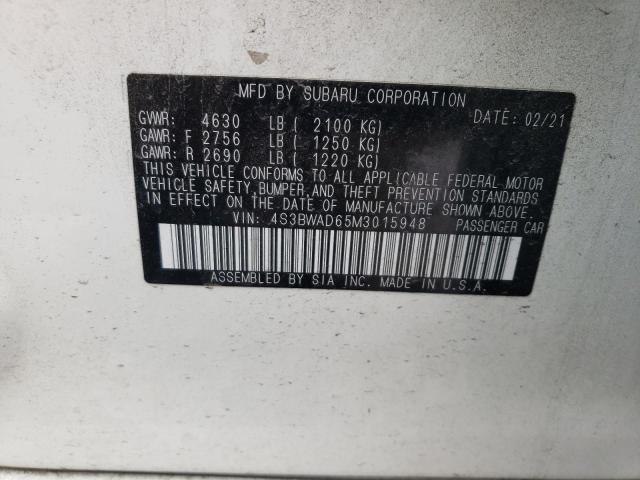 MFD BY SUBARU CORPORATION DATE: 02/21
GVWR: 4630 LB ( 2100 KG)
GAWR: F 2756 LB ( 1250 KG)
GAWR: R 2690 LB ( 1220 KG)
THIS VEHICLE CONFORMS TO ALL APPLICABLE FEDERAL MOTOR
VEHICLE SAFETY, BUMPER, AND THEFT PREVENTION STANDARDS
IN EFFECT ON THE DATE OF MANUFACTURE SHOWN ABOVE.
VIN: 4S3BWAD65M3015948 PASSENGER CAR
ASSEMBLED BY SIA INC. MADE IN U.S.A.